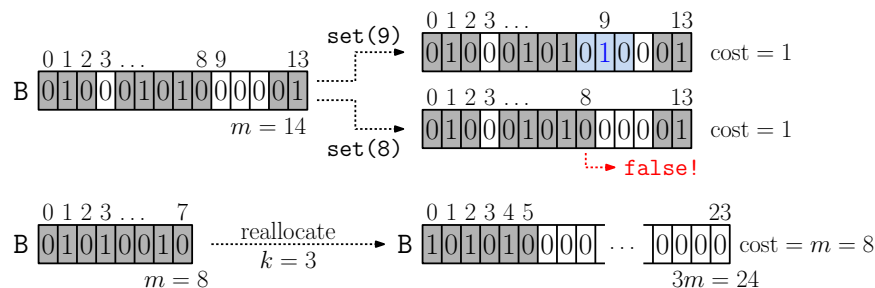 0 1 2 3 … 8 9 13
B 0 1 0 0 0 1 0 1 0 0 0 0 0 1
m = 14
set(9)
set(8)
0 1 2 3 … 9 13
0 1 0 0 0 1 0 1 0 1 0 0 0 1 cost = 1
0 1 2 3 … 8 13
0 1 0 0 0 1 0 1 0 0 0 0 0 1 cost = 1
false!
0 1 2 3 … 7
B 0 1 0 1 0 0 1 0
m = 8
reallocate
k = 3
0 1 2 3 4 5 23
B 1 0 1 0 1 0 0 0 0 … 0 0 0 0 cost = m = 8
3m = 24